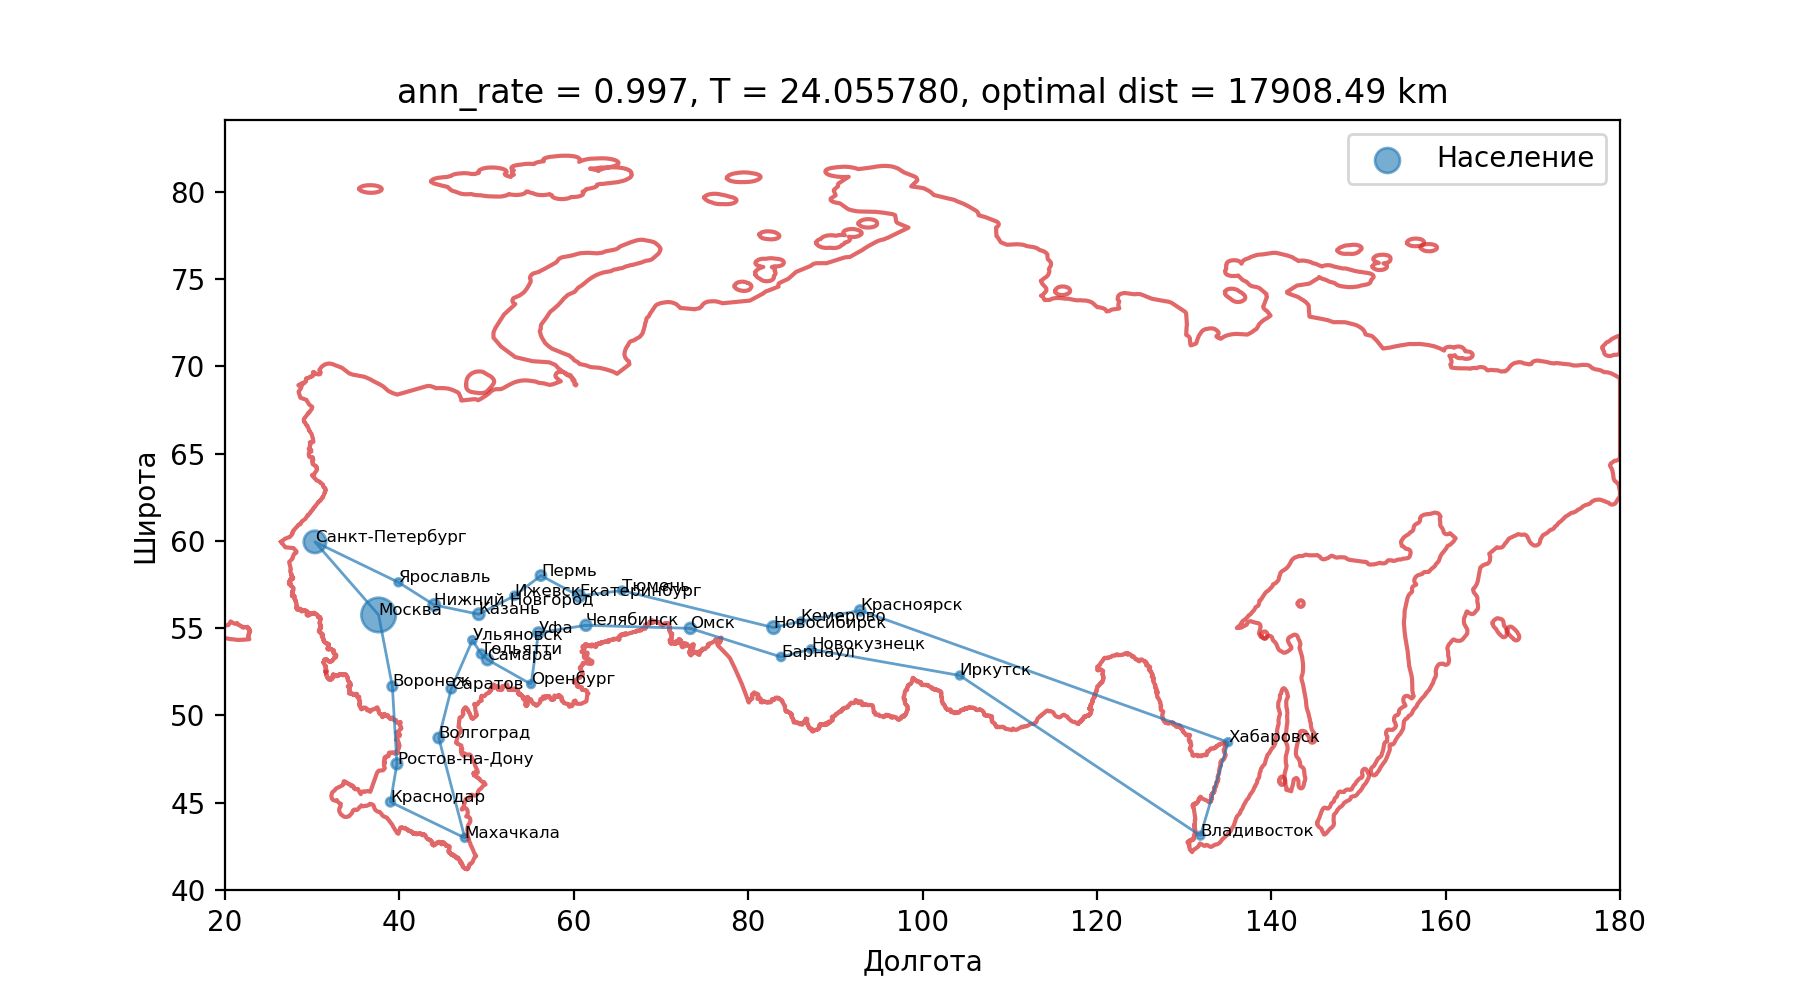 ann_rate = 0.997, T = 24.055780, optimal dist = 17908.49 km
Население
80
75
70
65
60
55
50
45
40
Широта
Санкт-Петербург
Ярославль
Пермь
Тюмень
Ижевск
Екатеринбург
Нижний Новгород
Москва
Казань
Красноярск
Кемерово
Новосибирск
Челябинск
Омск
Уфа
Ульяновск
Тольятти
Самара
Новокузнецк
Барнаул
Иркутск
Оренбург
Воронеж
Саратов
Волгоград
Хабаровск
Ростов-на-Дону
Краснодар
Махачкала
Владивосток
20 40 60 80 100 120 140 160 180
Долгота